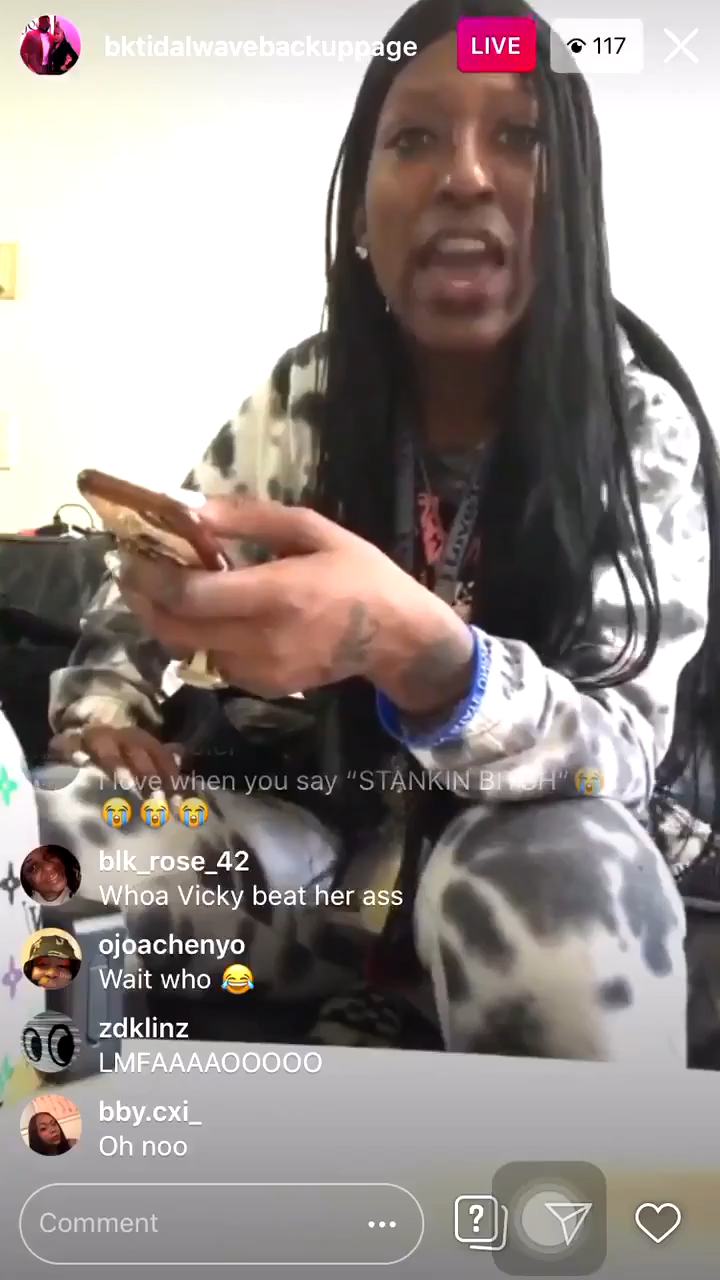 bktidalwavebackuppage
LIVE
117
I love when you say “STANKIN BITCH” 😭
😭😭😭
blk_rose_42
Whoa Vicky beat her ass
ojoachenyo
Wait who 😂
zdklinz
LMFAAAAOOOOO
bby.cxi_
Oh noo
Comment